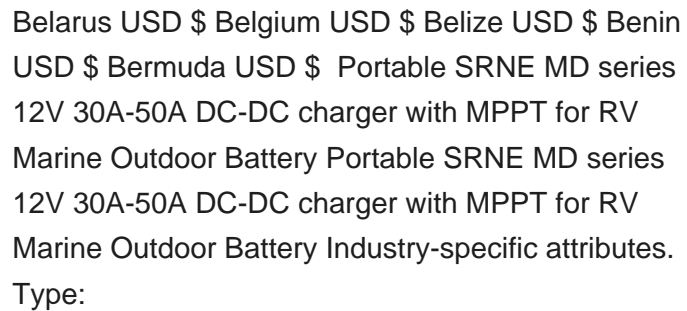 Belarus USD $ Belgium USD $ Belize USD $ Benin
USD $ Bermuda USD $  Portable SRNE MD series
12V 30A-50A DC-DC charger with MPPT for RV
Marine Outdoor Battery Portable SRNE MD series
12V 30A-50A DC-DC charger with MPPT for RV
Marine Outdoor Battery Industry-specific attributes.
Type: